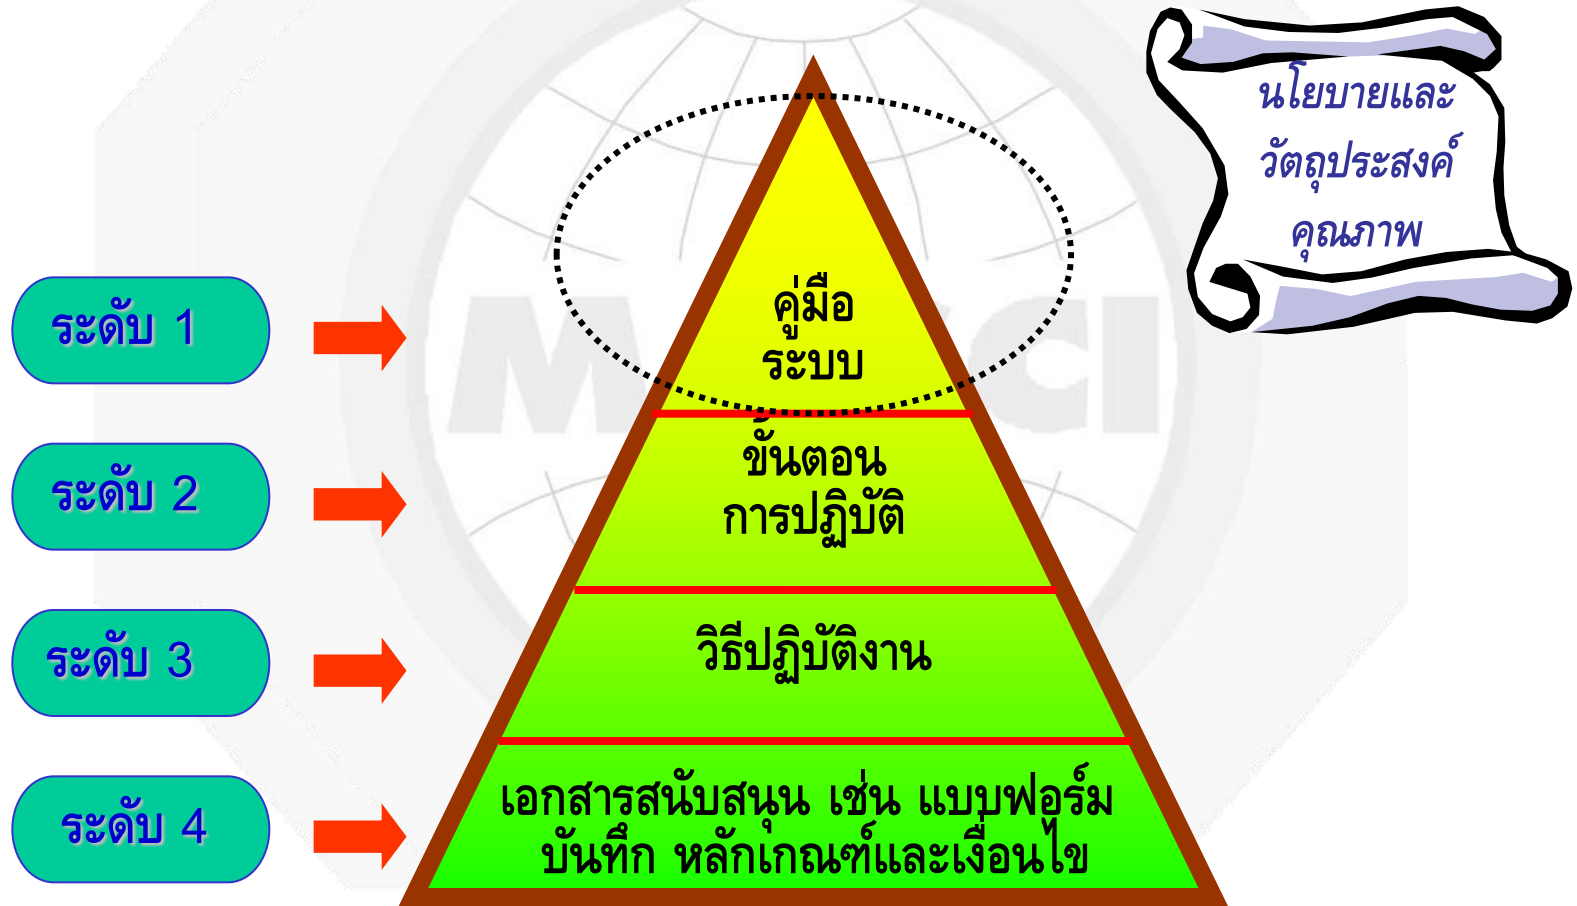 นโยบายและ
วัตถุประสงค์
คุณภาพ
ระดับ 1
คู่มือ
ระบบ
ระดับ 2
ขั้นตอน
การปฏิบัติ
ระดับ 3
วิธีปฏิบัติงาน
ระดับ 4
เอกสารสนับสนุน เช่น แบบฟอร์ม
บันทึก หลักเกณฑ์และเงื่อนไข